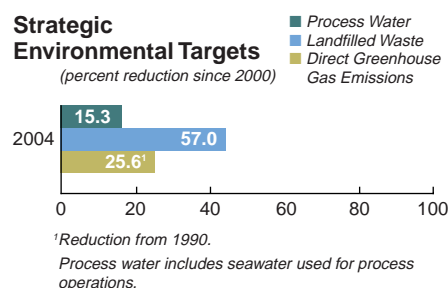 Strategic
Environmental Targets
(percent reduction since 2000)
Process Water
Landfilled Waste
Direct Greenhouse
Gas Emissions
2004
15.3
57.0
25.6¹
0 20 40 60 80 100
¹Reduction from 1990.
Process water includes seawater used for process
operations.